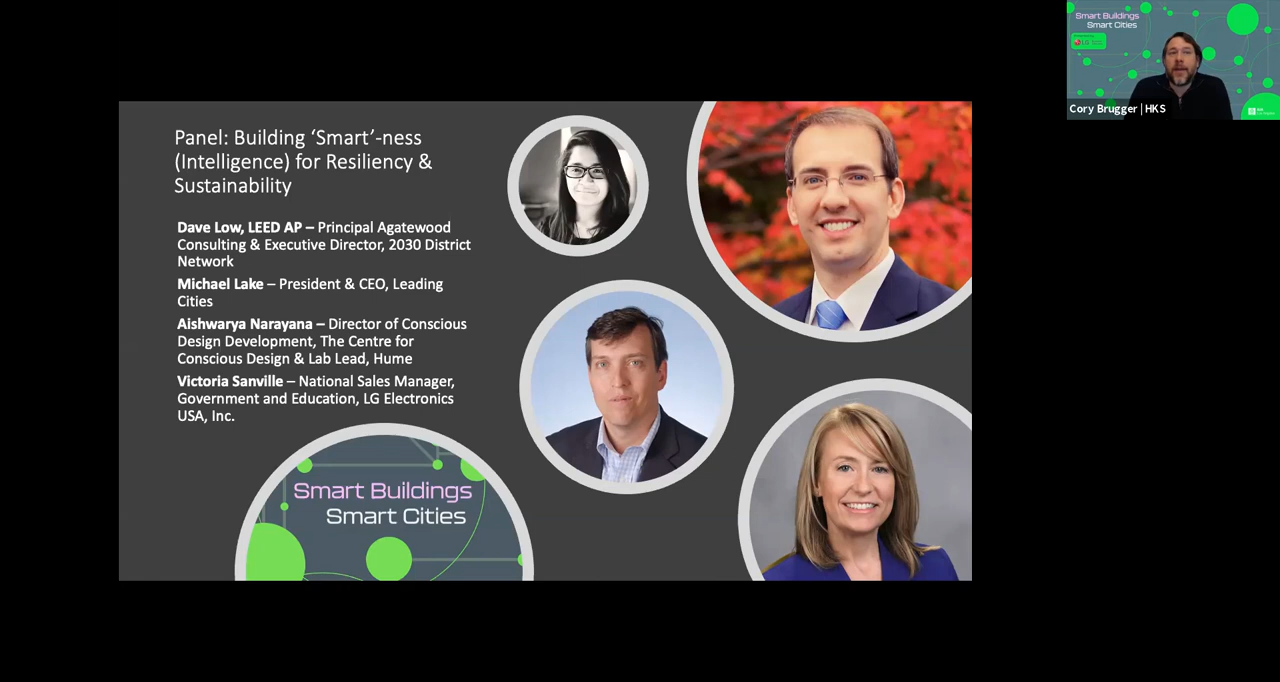 Panel: Building ‘Smart’-ness
(Intelligence) for Resiliency &
Sustainability
Dave Low, LEED AP – Principal Agatewood
Consulting & Executive Director, 2030 District
Network
Michael Lake – President & CEO, Leading
Cities
Aishwarya Narayana – Director of Conscious
Design Development, The Centre for
Conscious Design & Lab Lead, Hume
Victoria Sanville – National Sales Manager,
Government and Education, LG Electronics
USA, Inc.
Smart Buildings
Smart Cities
Smart Buildings
Smart Cities
LG
Cory Brugger | HKS